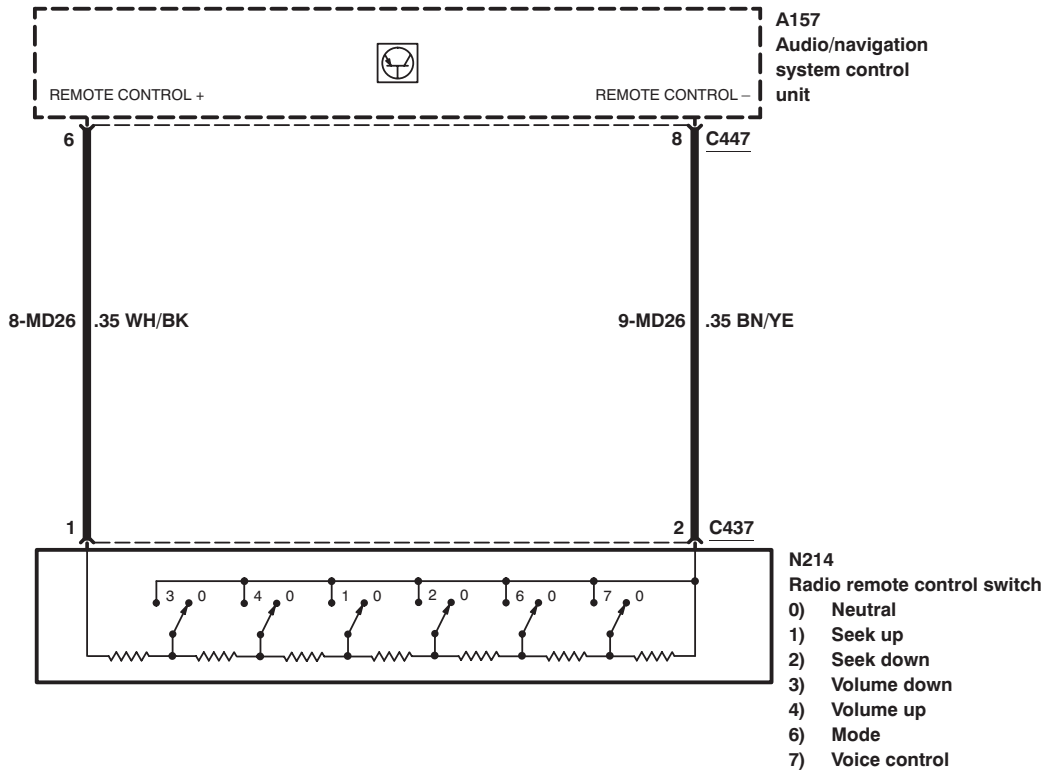 A157
Audio/navigation
system control
unit
REMOTE CONTROL +
REMOTE CONTROL –
6
8
C447
8-MD26
.35 WH/BK
9-MD26
.35 BN/YE
1
2
C437
3 0 4 0 1 0 2 0 6 0 7 0
N214
Radio remote control switch
0) Neutral
1) Seek up
2) Seek down
3) Volume down
4) Volume up
6) Mode
7) Voice control